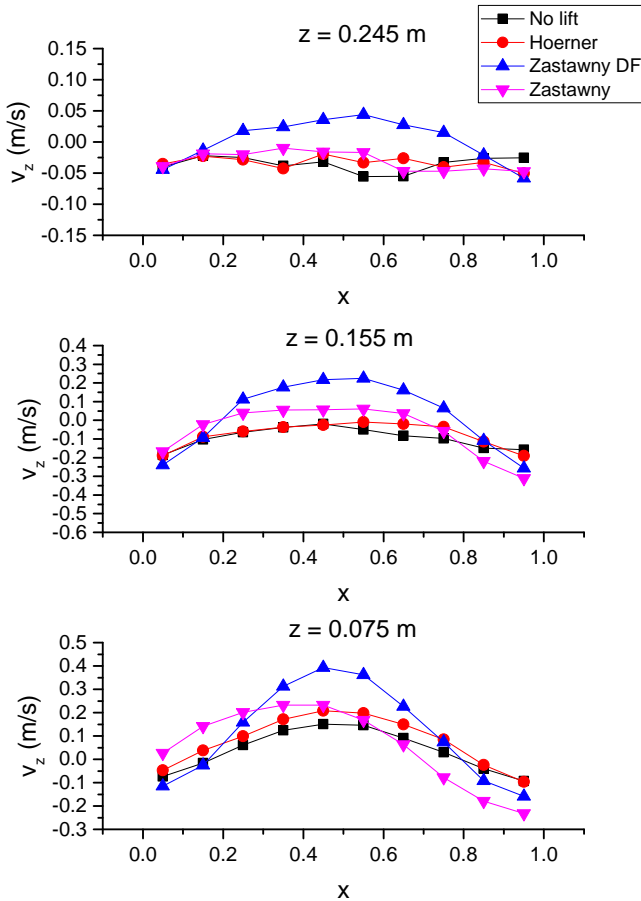 No lift
Hoerner
Zastawny DF
Zastawny
z = 0.245 m
0.15
0.10
0.05
0.00
-0.05
-0.10
-0.15
v_z (m/s)
0.0 0.2 0.4 0.6 0.8 1.0
x
z = 0.155 m
0.4
0.3
0.2
0.1
0.0
-0.1
-0.2
-0.3
-0.4
-0.5
-0.6
v_z (m/s)
0.0 0.2 0.4 0.6 0.8 1.0
x
z = 0.075 m
0.5
0.4
0.3
0.2
0.1
0.0
-0.1
-0.2
-0.3
v_z (m/s)
0.0 0.2 0.4 0.6 0.8 1.0
x